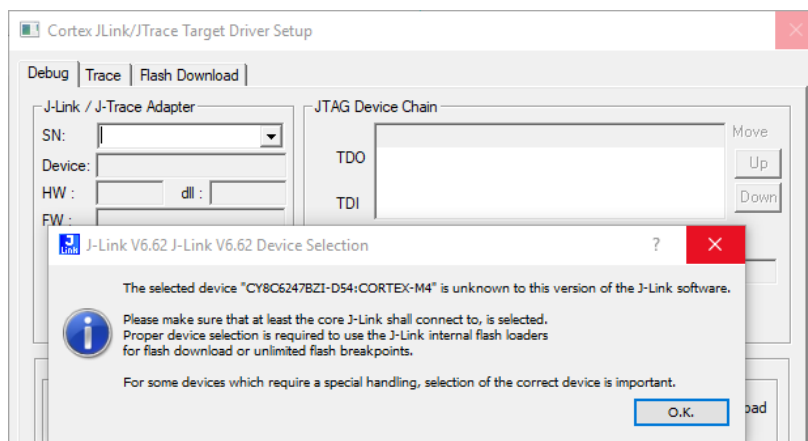 Cortex JLink/JTrace Target Driver Setup
Debug
Trace
Flash Download
J-Link / J-Trace Adapter
SN:
Device:
HW :
dll :
FW :
JTAG Device Chain
TDO
TDI
Move
Up
Down
J-Link
J-Link V6.62 J-Link V6.62 Device Selection
?
The selected device "CY8C6247BZI-D54:CORTEX-M4" is unknown to this version of the J-Link software.
Please make sure that at least the core J-Link shall connect to, is selected.
Proper device selection is required to use the J-Link internal flash loaders
for flash download or unlimited flash breakpoints.
For some devices which require a special handling, selection of the correct device is important.
O.K.
oad